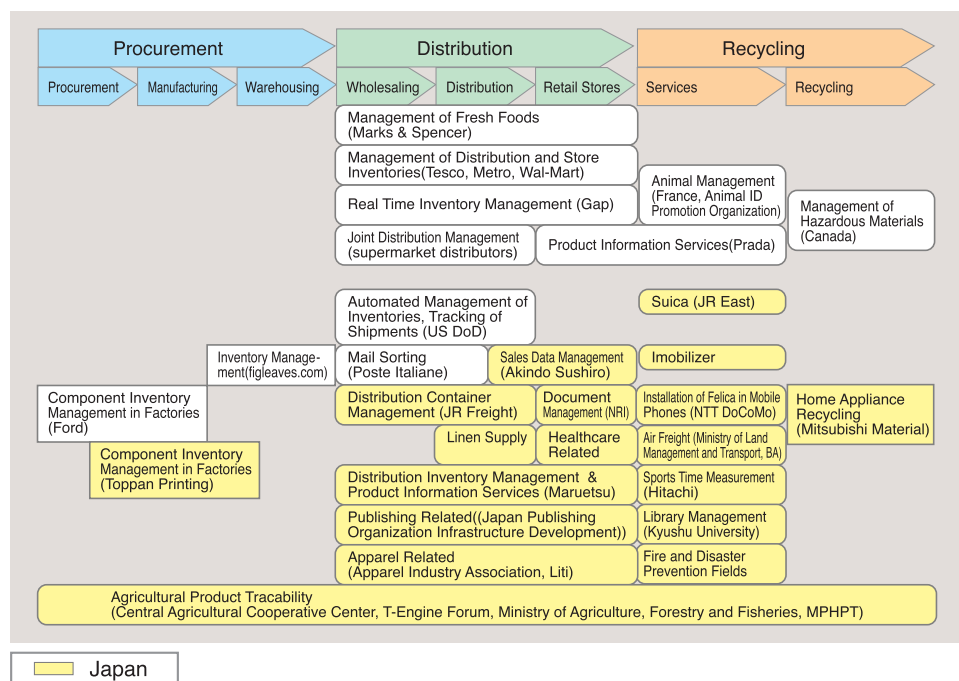 Procurement
Distribution
Recycling
Procurement
Manufacturing
Warehousing
Wholesaling
Distribution
Retail Stores
Services
Recycling
Management of Fresh Foods
(Marks & Spencer)
Management of Distribution and Store
Inventories(Tesco, Metro, Wal-Mart)
Real Time Inventory Management (Gap)
Animal Management
(France, Animal ID
Promotion Organization)
Management of
Hazardous Materials
(Canada)
Joint Distribution Management
(supermarket distributors)
Product Information Services(Prada)
Automated Management of
Inventories, Tracking of
Shipments (US DoD)
Suica (JR East)
Inventory Manage-
ment(figleaves.com)
Mail Sorting
(Poste Italiane)
Sales Data Management
(Akindo Sushiro)
Imobilizer
Component Inventory
Management in Factories
(Ford)
Distribution Container
Management (JR Freight)
Document
Management (NRI)
Installation of Felica in Mobile
Phones (NTT DoCoMo)
Home Appliance
Recycling
(Mitsubishi Material)
Component Inventory
Management in Factories
(Toppan Printing)
Linen Supply
Healthcare
Related
Air Freight (Ministry of Land
Management and Transport, BA)
Distribution Inventory Management &
Product Information Services (Maruetsu)
Sports Time Measurement
(Hitachi)
Publishing Related((Japan Publishing
Organization Infrastructure Development))
Library Management
(Kyushu University)
Apparel Related
(Apparel Industry Association, Liti)
Fire and Disaster
Prevention Fields
Agricultural Product Tracability
(Central Agricultural Cooperative Center, T-Engine Forum, Ministry of Agriculture, Forestry and Fisheries, MPHPT)
Japan